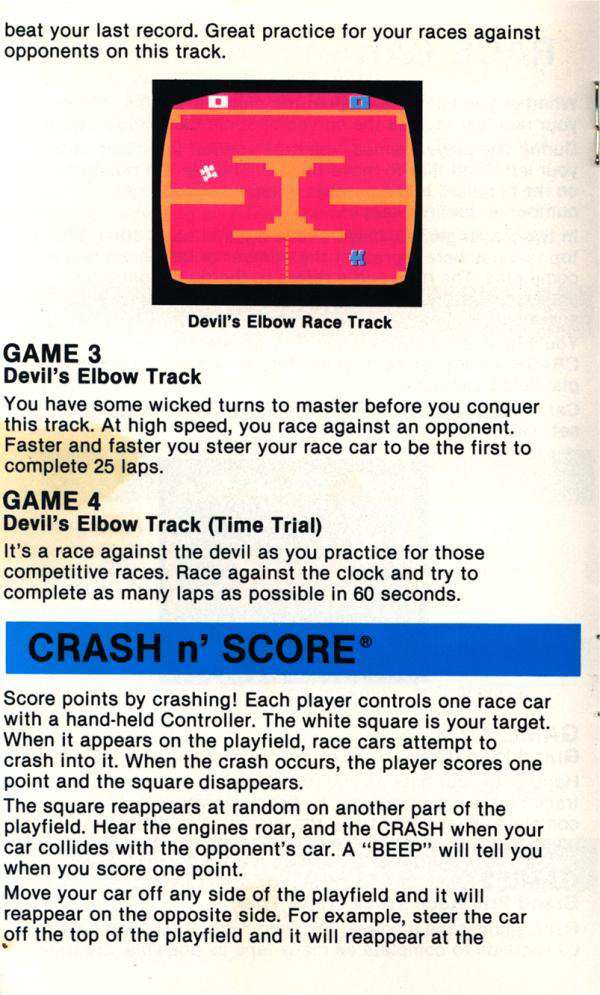 beat your last record. Great practice for your races against
opponents on this track.
0 0
Devil's Elbow Race Track
GAME 3
Devil's Elbow Track
You have some wicked turns to master before you conquer
this track. At high speed, you race against an opponent.
Faster and faster you steer your race car to be the first to
complete 25 laps.
GAME 4
Devil's Elbow Track (Time Trial)
It's a race against the devil as you practice for those
competitive races. Race against the clock and try to
complete as many laps as possible in 60 seconds.
CRASH n' SCORE®
Score points by crashing! Each player controls one race car
with a hand-held Controller. The white square is your target.
When it appears on the playfield, race cars attempt to
crash into it. When the crash occurs, the player scores one
point and the square disappears.
The square reappears at random on another part of the
playfield. Hear the engines roar, and the CRASH when your
car collides with the opponent's car. A “BEEP” will tell you
when you score one point.
Move your car off any side of the playfield and it will
reappear on the opposite side. For example, steer the car
off the top of the playfield and it will reappear at the